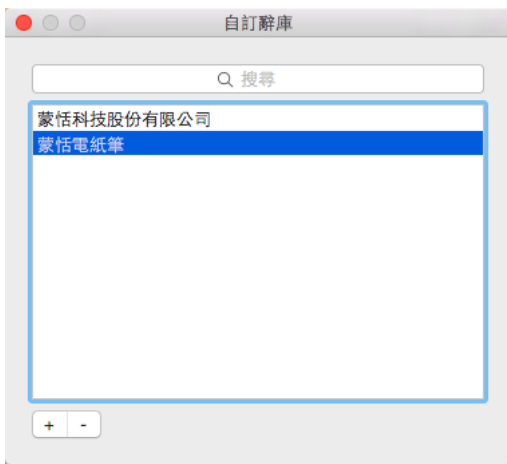 自訂辭庫
搜尋
蒙恬科技股份有限公司
蒙恬電紙筆
+ -